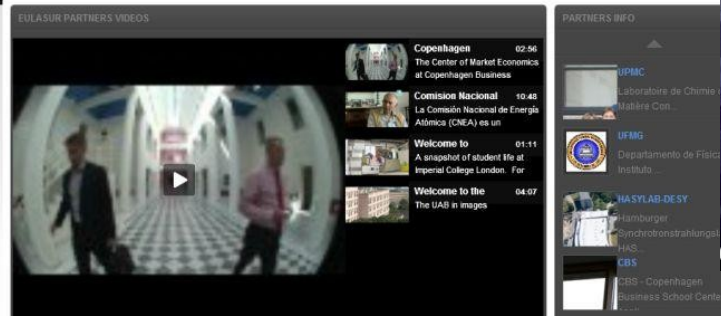 EULASUR PARTNERS VIDEOS
Copenhagen 02:56
The Center of Market Economics
at Copenhagen Business
Comision Nacional 10:48
La Comisión Nacional de Energía
Atómica (CNEA) es un
Welcome to 01:11
A snapshot of student life at
Imperial College London. For
Welcome to the 04:07
The UAB in images
PARTNERS INFO
UPMC
Laboratoire de Chimie
Matière Con...
UFMG
Departamento de Física
Instituto ...
HASYLAB-DESY
Hamburger
Synchrotronstrahlungsl
HAS...
CBS
CBS - Copenhagen
Business School Cente